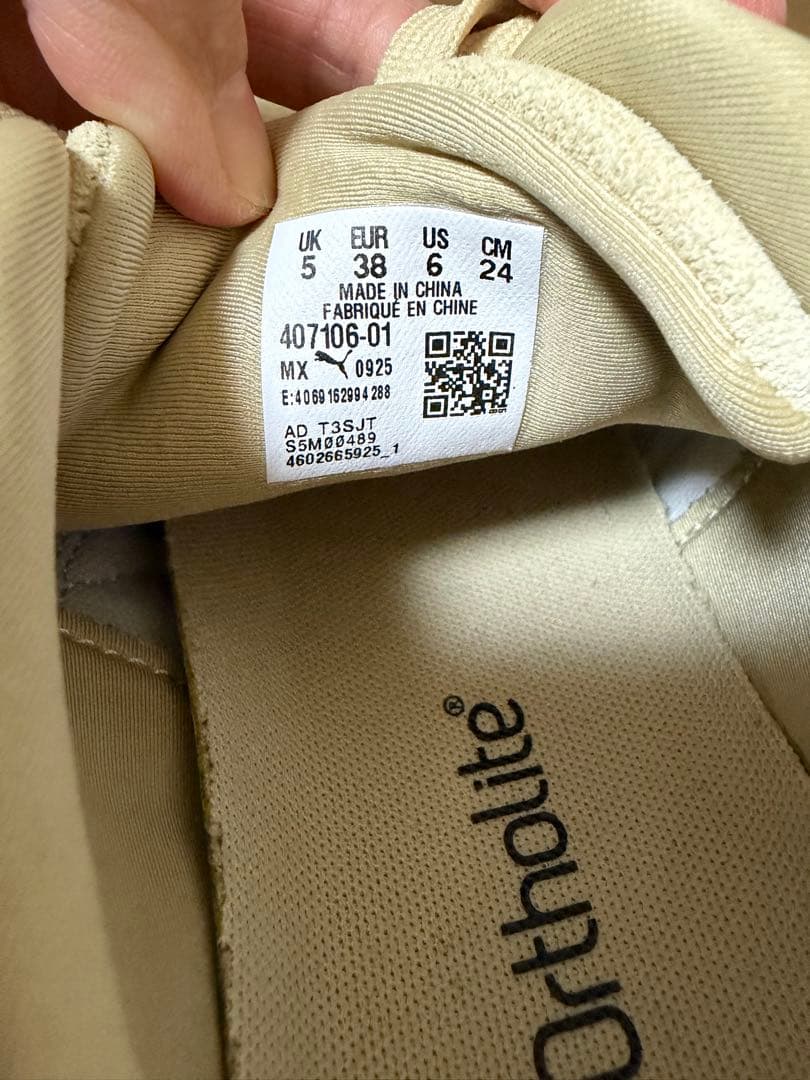 UK EUR US CM
5 38 6 24
MADE IN CHINA
FABRIQUÉ EN CHINE
407106-01
MX 0925
E:4069162994288
AD T3SJT
S5M00489
4602665925_1
ortholite®